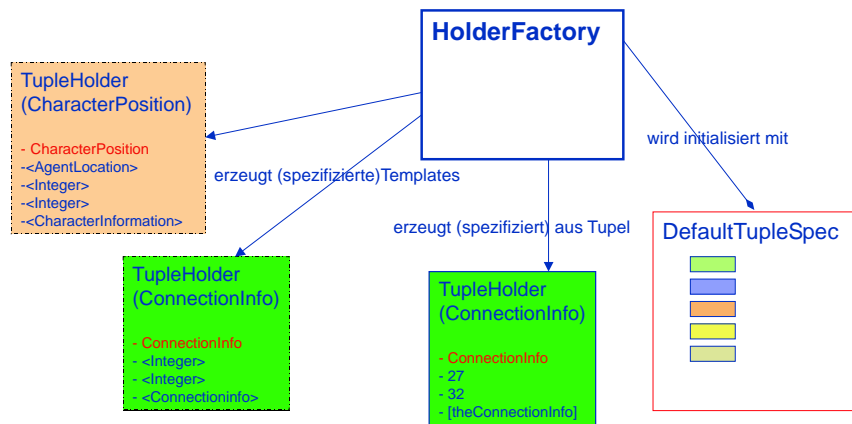 HolderFactory
TupleHolder
(CharacterPosition)
- CharacterPosition
-<AgentLocation>
-<Integer>
-<Integer>
-<CharacterInformation>
wird initialisiert mit
erzeugt (spezifizierte)Templates
erzeugt (spezifiziert) aus Tupel
DefaultTupleSpec
TupleHolder
(ConnectionInfo)
- ConnectionInfo
- <Integer>
- <Integer>
- <Connectioninfo>
TupleHolder
(ConnectionInfo)
- ConnectionInfo
- 27
- 32
- [theConnectionInfo]